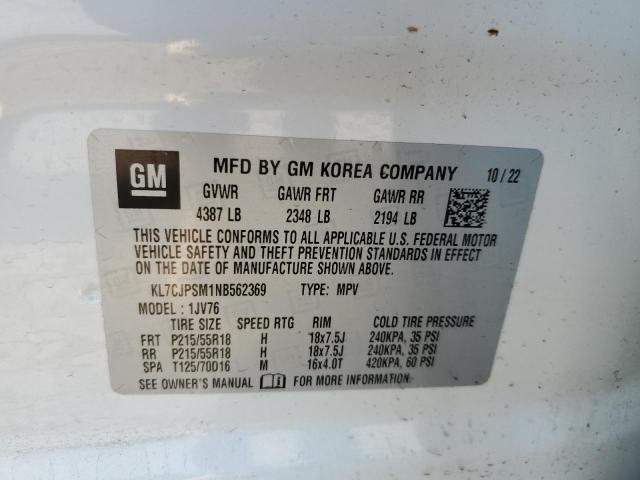 GM MFD BY GM KOREA COMPANY 10/22
GVWR GAWR FRT GAWR RR
4387 LB 2348 LB 2194 LB
THIS VEHICLE CONFORMS TO ALL APPLICABLE U.S. FEDERAL MOTOR
VEHICLE SAFETY AND THEFT PREVENTION STANDARDS IN EFFECT
ON THE DATE OF MANUFACTURE SHOWN ABOVE.
KL7CJPSM1NB562369 TYPE: MPV
MODEL: 1JV76
TIRE SIZE SPEED RTG RIM COLD TIRE PRESSURE
FRT P215/55R18 H 18x7.5J 240KPA, 35 PSI
RR P215/55R18 H 18x7.5J 240KPA, 35 PSI
SPA T125/70D16 M 16x4.0T 420KPA, 60 PSI
SEE OWNER'S MANUAL FOR MORE INFORMATION.